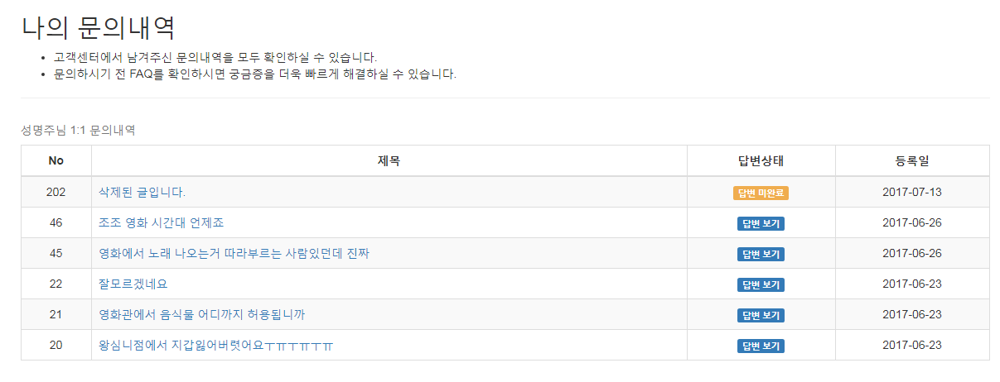 나의 문의내역
고객센터에서 남겨주신 문의내역을 모두 확인하실 수 있습니다.
문의하시기 전 FAQ를 확인하시면 궁금증을 더욱 빠르게 해결하실 수 있습니다.
성명주님 1:1 문의내역
No 제목 답변상태 등록일
202 삭제된 글입니다. 답변 미완료 2017-07-13
46 조조 영화 시간대 언제죠 답변 보기 2017-06-26
45 영화에서 노래 나오는거 따라부르는 사람있던데 진짜 답변 보기 2017-06-26
22 잘모르겠네요 답변 보기 2017-06-23
21 영화관에서 음식물 어디까지 허용됩니까 답변 보기 2017-06-23
20 왕심니점에서 지갑잃어버렷어요ㅜㅠㅜㅠㅜㅠ 답변 보기 2017-06-23